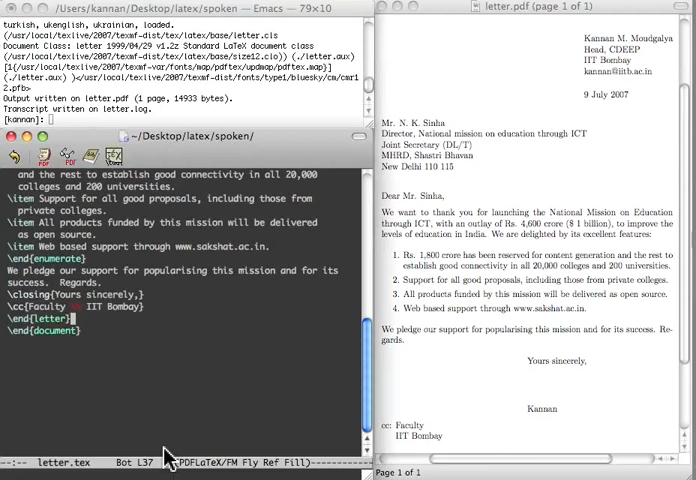 /Users/kannan/Desktop/latex/spoken — Emacs — 79×10
turkish, ukenglish, ukrainian, loaded.
(/usr/local/texlive/2007/texmf-dist/tex/latex/base/letter.cls
Document Class: letter 1999/04/29 v1.2z Standard LaTeX document class
(/usr/local/texlive/2007/texmf-dist/tex/latex/base/size12.clo)) (./letter.aux)
[1{/usr/local/texlive/2007/texmf-var/fonts/map/pdftex/updmap/pdftex.map}]
(./letter.aux) )</usr/local/texlive/2007/texmf-dist/fonts/type1/bluesky/cm/cmr1
2.pfb>
Output written on letter.pdf (1 page, 14933 bytes).
Transcript written on letter.log.
[kannan]:
~/Desktop/latex/spoken/
PDF
PDF
TEX
and the rest to establish good connectivity in all 20,000
colleges and 200 universities.
\item Support for all good proposals, including those from
private colleges.
\item All products funded by this mission will be delivered
as open source.
\item Web based support through www.sakshat.ac.in.
\end{enumerate}
We pledge our support for popularising this mission and for its
success.  Regards.
\closing{Yours sincerely,}
\cc{Faculty \\ IIT Bombay}
\end{letter}
\end{document}
--:-- letter.tex Bot L37 PDFLaTeX/FM Fly Ref Fill)
letter.pdf (page 1 of 1)
Kannan M. Moudgalya
Head, CDEEP
IIT Bombay
kannan@iitb.ac.in
9 July 2007
Mr. N. K. Sinha
Director, National mission on education through ICT
Joint Secretary (DL/T)
MHRD, Shastri Bhavan
New Delhi 110 115
Dear Mr. Sinha,
We want to thank you for launching the National Mission on Education
through ICT, with an outlay of Rs. 4,600 crore ($ 1 billion), to improve the
levels of education in India. We are delighted by its excellent features:
1. Rs. 1,800 crore has been reserved for content generation and the rest to
establish good connectivity in all 20,000 colleges and 200 universities.
2. Support for all good proposals, including those from private colleges.
3. All products funded by this mission will be delivered as open source.
4. Web based support through www.sakshat.ac.in.
We pledge our support for popularising this mission and for its success. Re-
gards.
Yours sincerely,
Kannan
cc: Faculty
IIT Bombay
Page 1 of 1